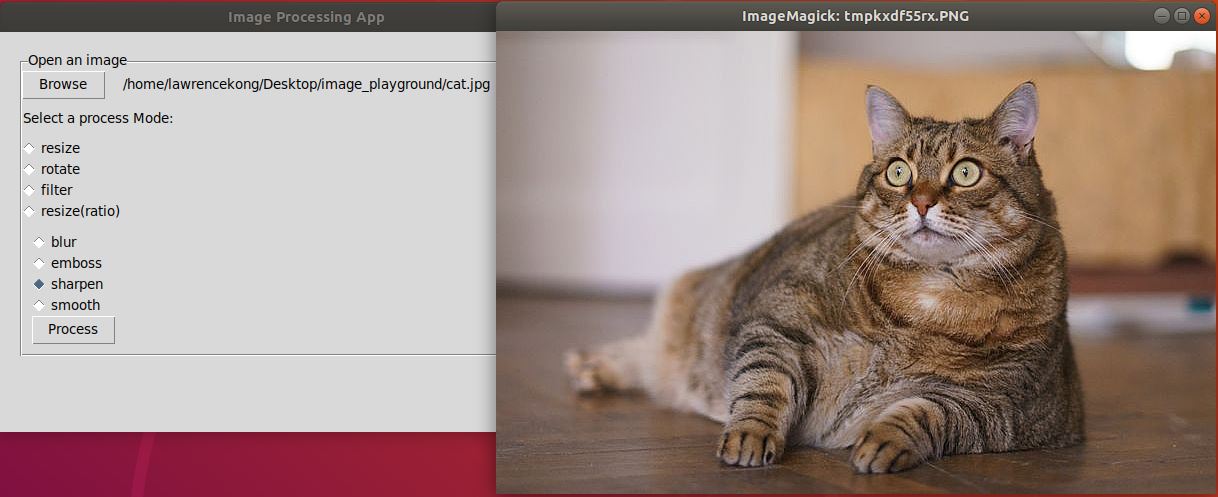 Image Processing App
ImageMagick: tmpkxdf55rx.PNG
Open an image
Browse /home/lawrencekong/Desktop/image_playground/cat.jpg
Select a process Mode:
resize
rotate
filter
resize(ratio)
blur
emboss
sharpen
smooth
Process